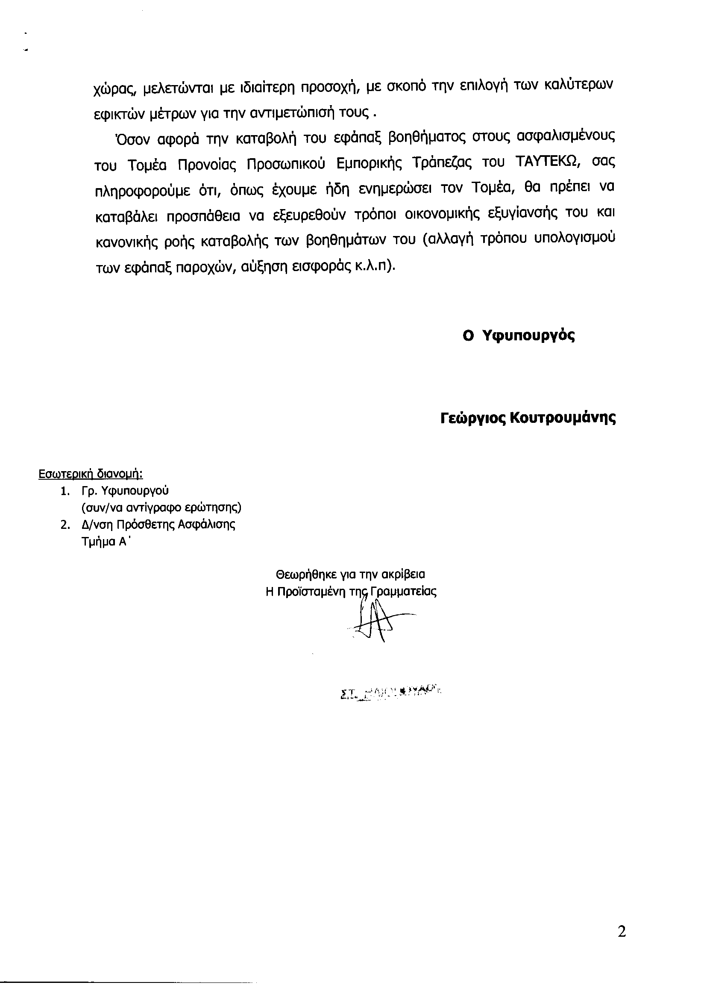 χώρας, μελετώνται με ιδιαίτερη προσοχή, με σκοπό την επιλογή των καλύτερων
εφικτών μέτρων για την αντιμετώπισή τους .
Όσον αφορά την καταβολή του εφάπαξ βοηθήματος στους ασφαλισμένους
του Τομέα Προνοίας Προσωπικού Εμπορικής Τράπεζας του ΤΑΥΤΕΚΩ, σας
πληροφορούμε ότι, όπως έχουμε ήδη ενημερώσει τον Τομέα, θα πρέπει να
καταβάλει προσπάθεια να εξευρεθούν τρόποι οικονομικής εξυγίανσής του και
κανονικής ροής καταβολής των βοηθημάτων του (αλλαγή τρόπου υπολογισμού
των εφάπαξ παροχών, αύξηση εισφοράς κ.λ.π).
Ο Υφυπουργός
Γεώργιος Κουτρουμάνης
Εσωτερική διανομή:
1. Γρ. Υφυπουργού
(συν/να αντίγραφο ερώτησης)
2. Δ/νση Πρόσθετης Ασφάλισης
Τμήμα Α΄
Θεωρήθηκε για την ακρίβεια
Η Προϊσταμένη της Γραμματείας
ΣΤ.
2